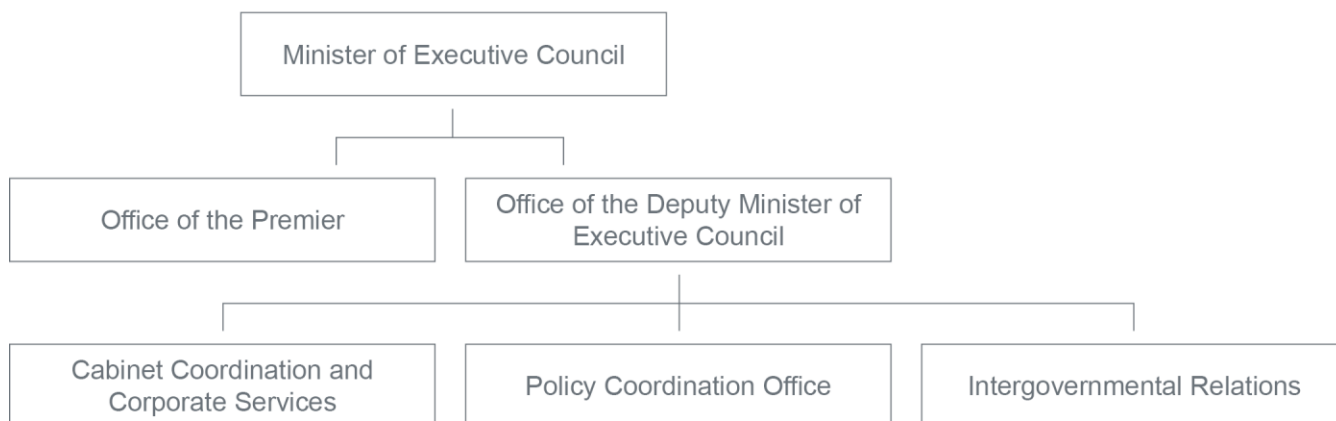 Minister of Executive Council
Office of the Premier
Office of the Deputy Minister of
Executive Council
Cabinet Coordination and
Corporate Services
Policy Coordination Office
Intergovernmental Relations